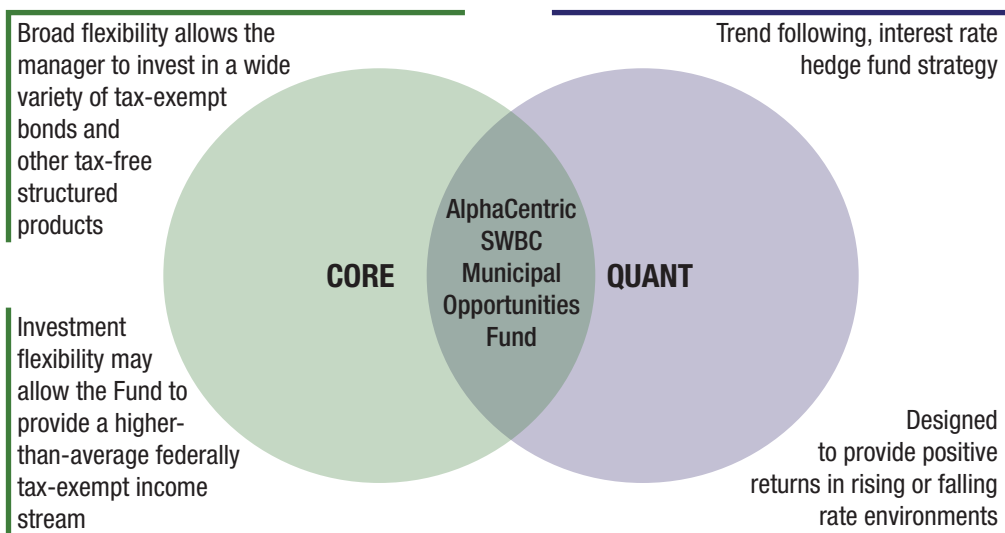 Broad flexibility allows the
manager to invest in a wide
variety of tax-exempt
bonds and
other tax-free
structured
products
Investment
flexibility may
allow the Fund to
provide a higher-
than-average federally
tax-exempt income
stream
CORE
AlphaCentric
SWBC
Municipal
Opportunities
Fund
QUANT
Trend following, interest rate
hedge fund strategy
Designed
to provide positive
returns in rising or falling
rate environments